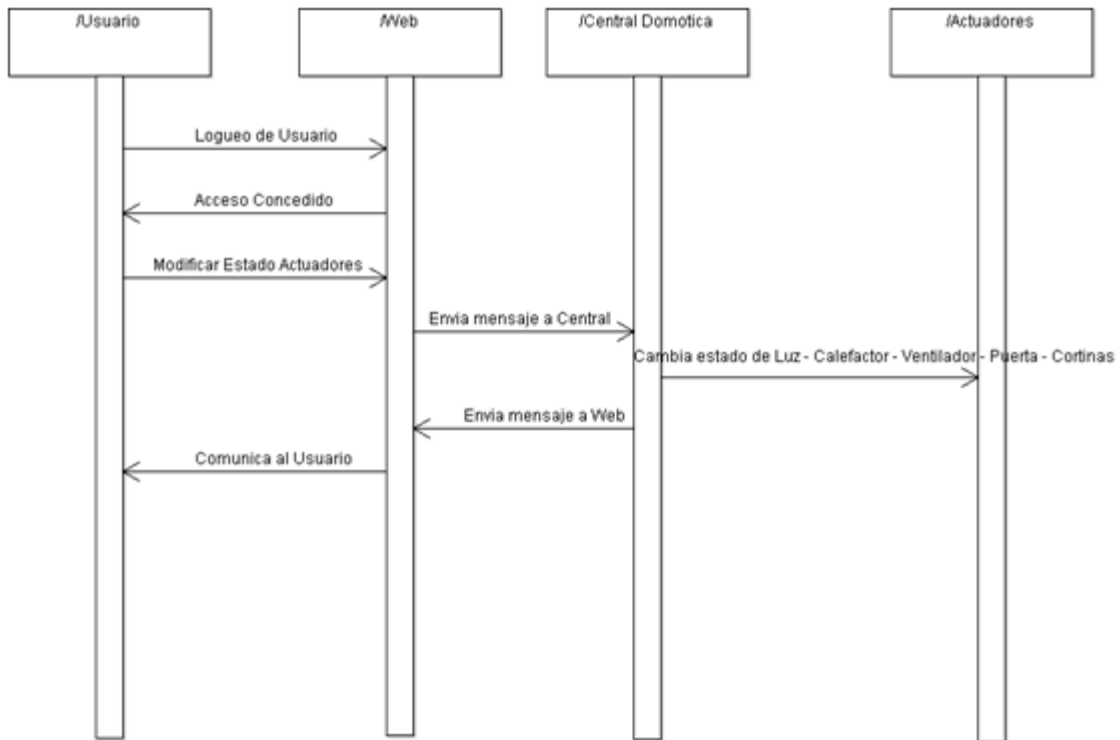 /Usuario
/Web
/Central Domotica
/Actuadores
Logueo de Usuario
Acceso Concedido
Modificar Estado Actuadores
Envia mensaje a Central
Cambia estado de Luz - Calefactor - Ventilador - Puerta - Cortinas
Envia mensaje a Web
Comunica al Usuario